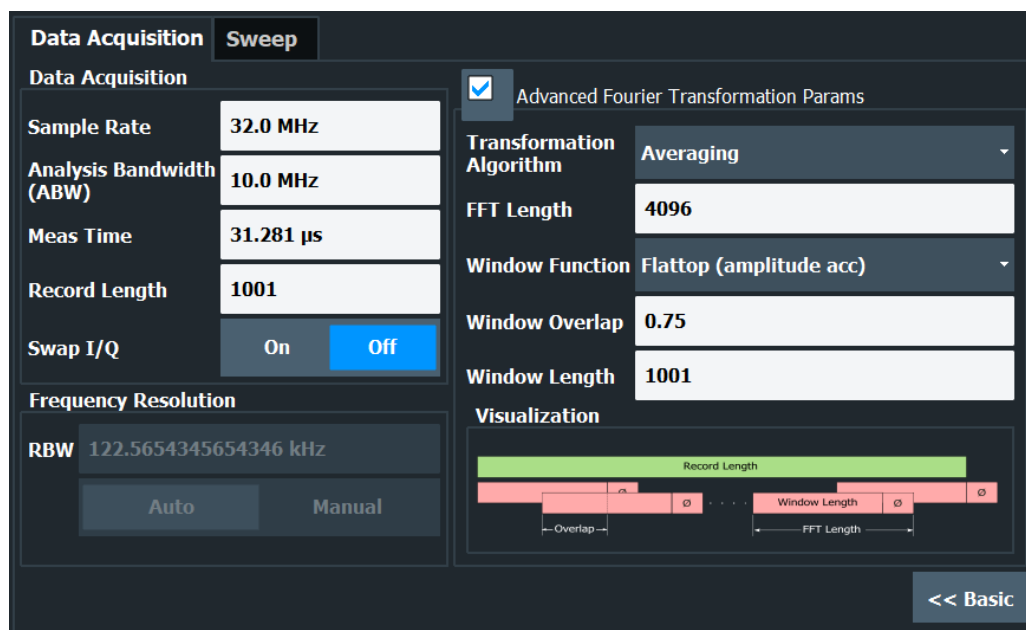 Data Acquisition Sweep
Data Acquisition
Sample Rate 32.0 MHz
Analysis Bandwidth
(ABW) 10.0 MHz
Meas Time 31.281 µs
Record Length 1001
Swap I/Q On Off
Frequency Resolution
RBW 122.5654345654346 kHz
Auto Manual
Advanced Fourier Transformation Params
Transformation
Algorithm Averaging
FFT Length 4096
Window Function Flattop (amplitude acc)
Window Overlap 0.75
Window Length 1001
Visualization
Record Length
Ø Ø
Ø . . . . Window Length Ø
Overlap FFT Length
<< Basic